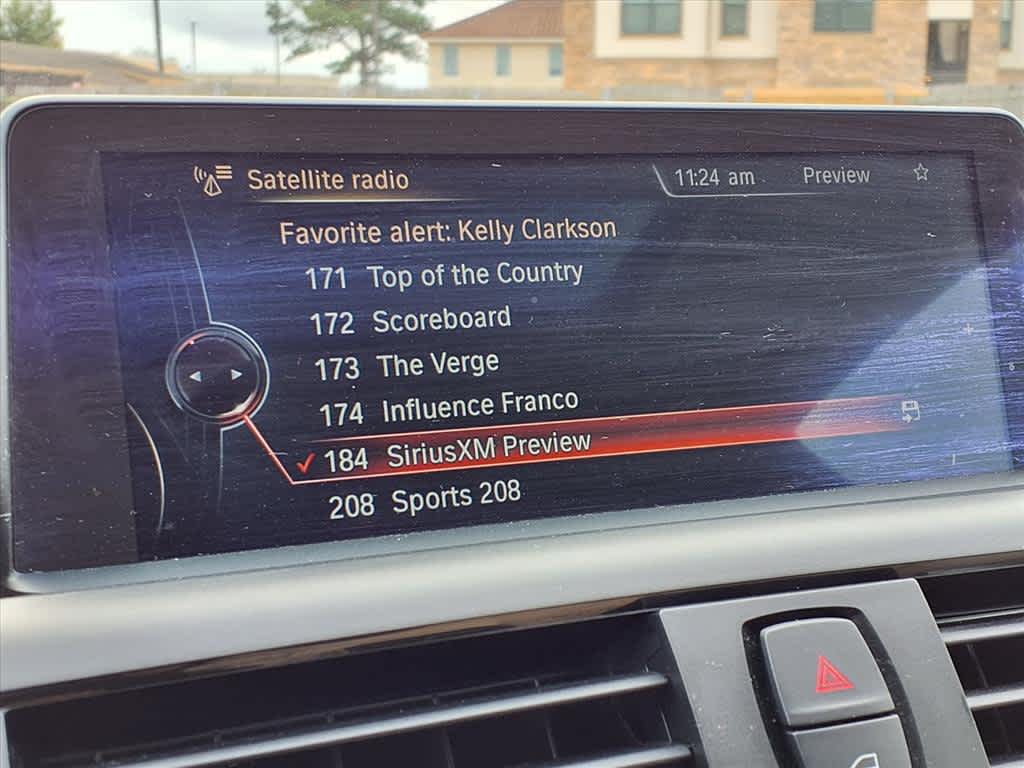 Satellite radio 11:24 am Preview
Favorite alert: Kelly Clarkson
171 Top of the Country
172 Scoreboard
173 The Verge
174 Influence Franco
184 SiriusXM Preview
208 Sports 208